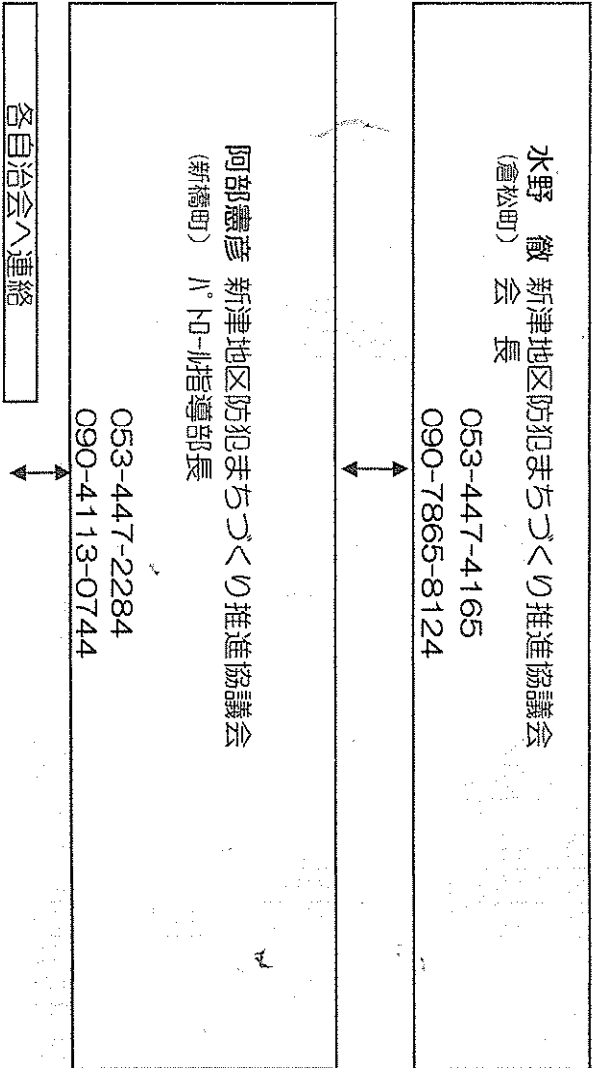 水野　徹 新津地区防犯まちづくり推進協議会
(倉松町)　会　長
053-447-4165
090-7865-8124
阿部憲彦 新津地区防犯まちづくり推進協議会
(新橋町)　パトロール指導部長
053-447-2284
090-4113-0744
各自治会へ連絡